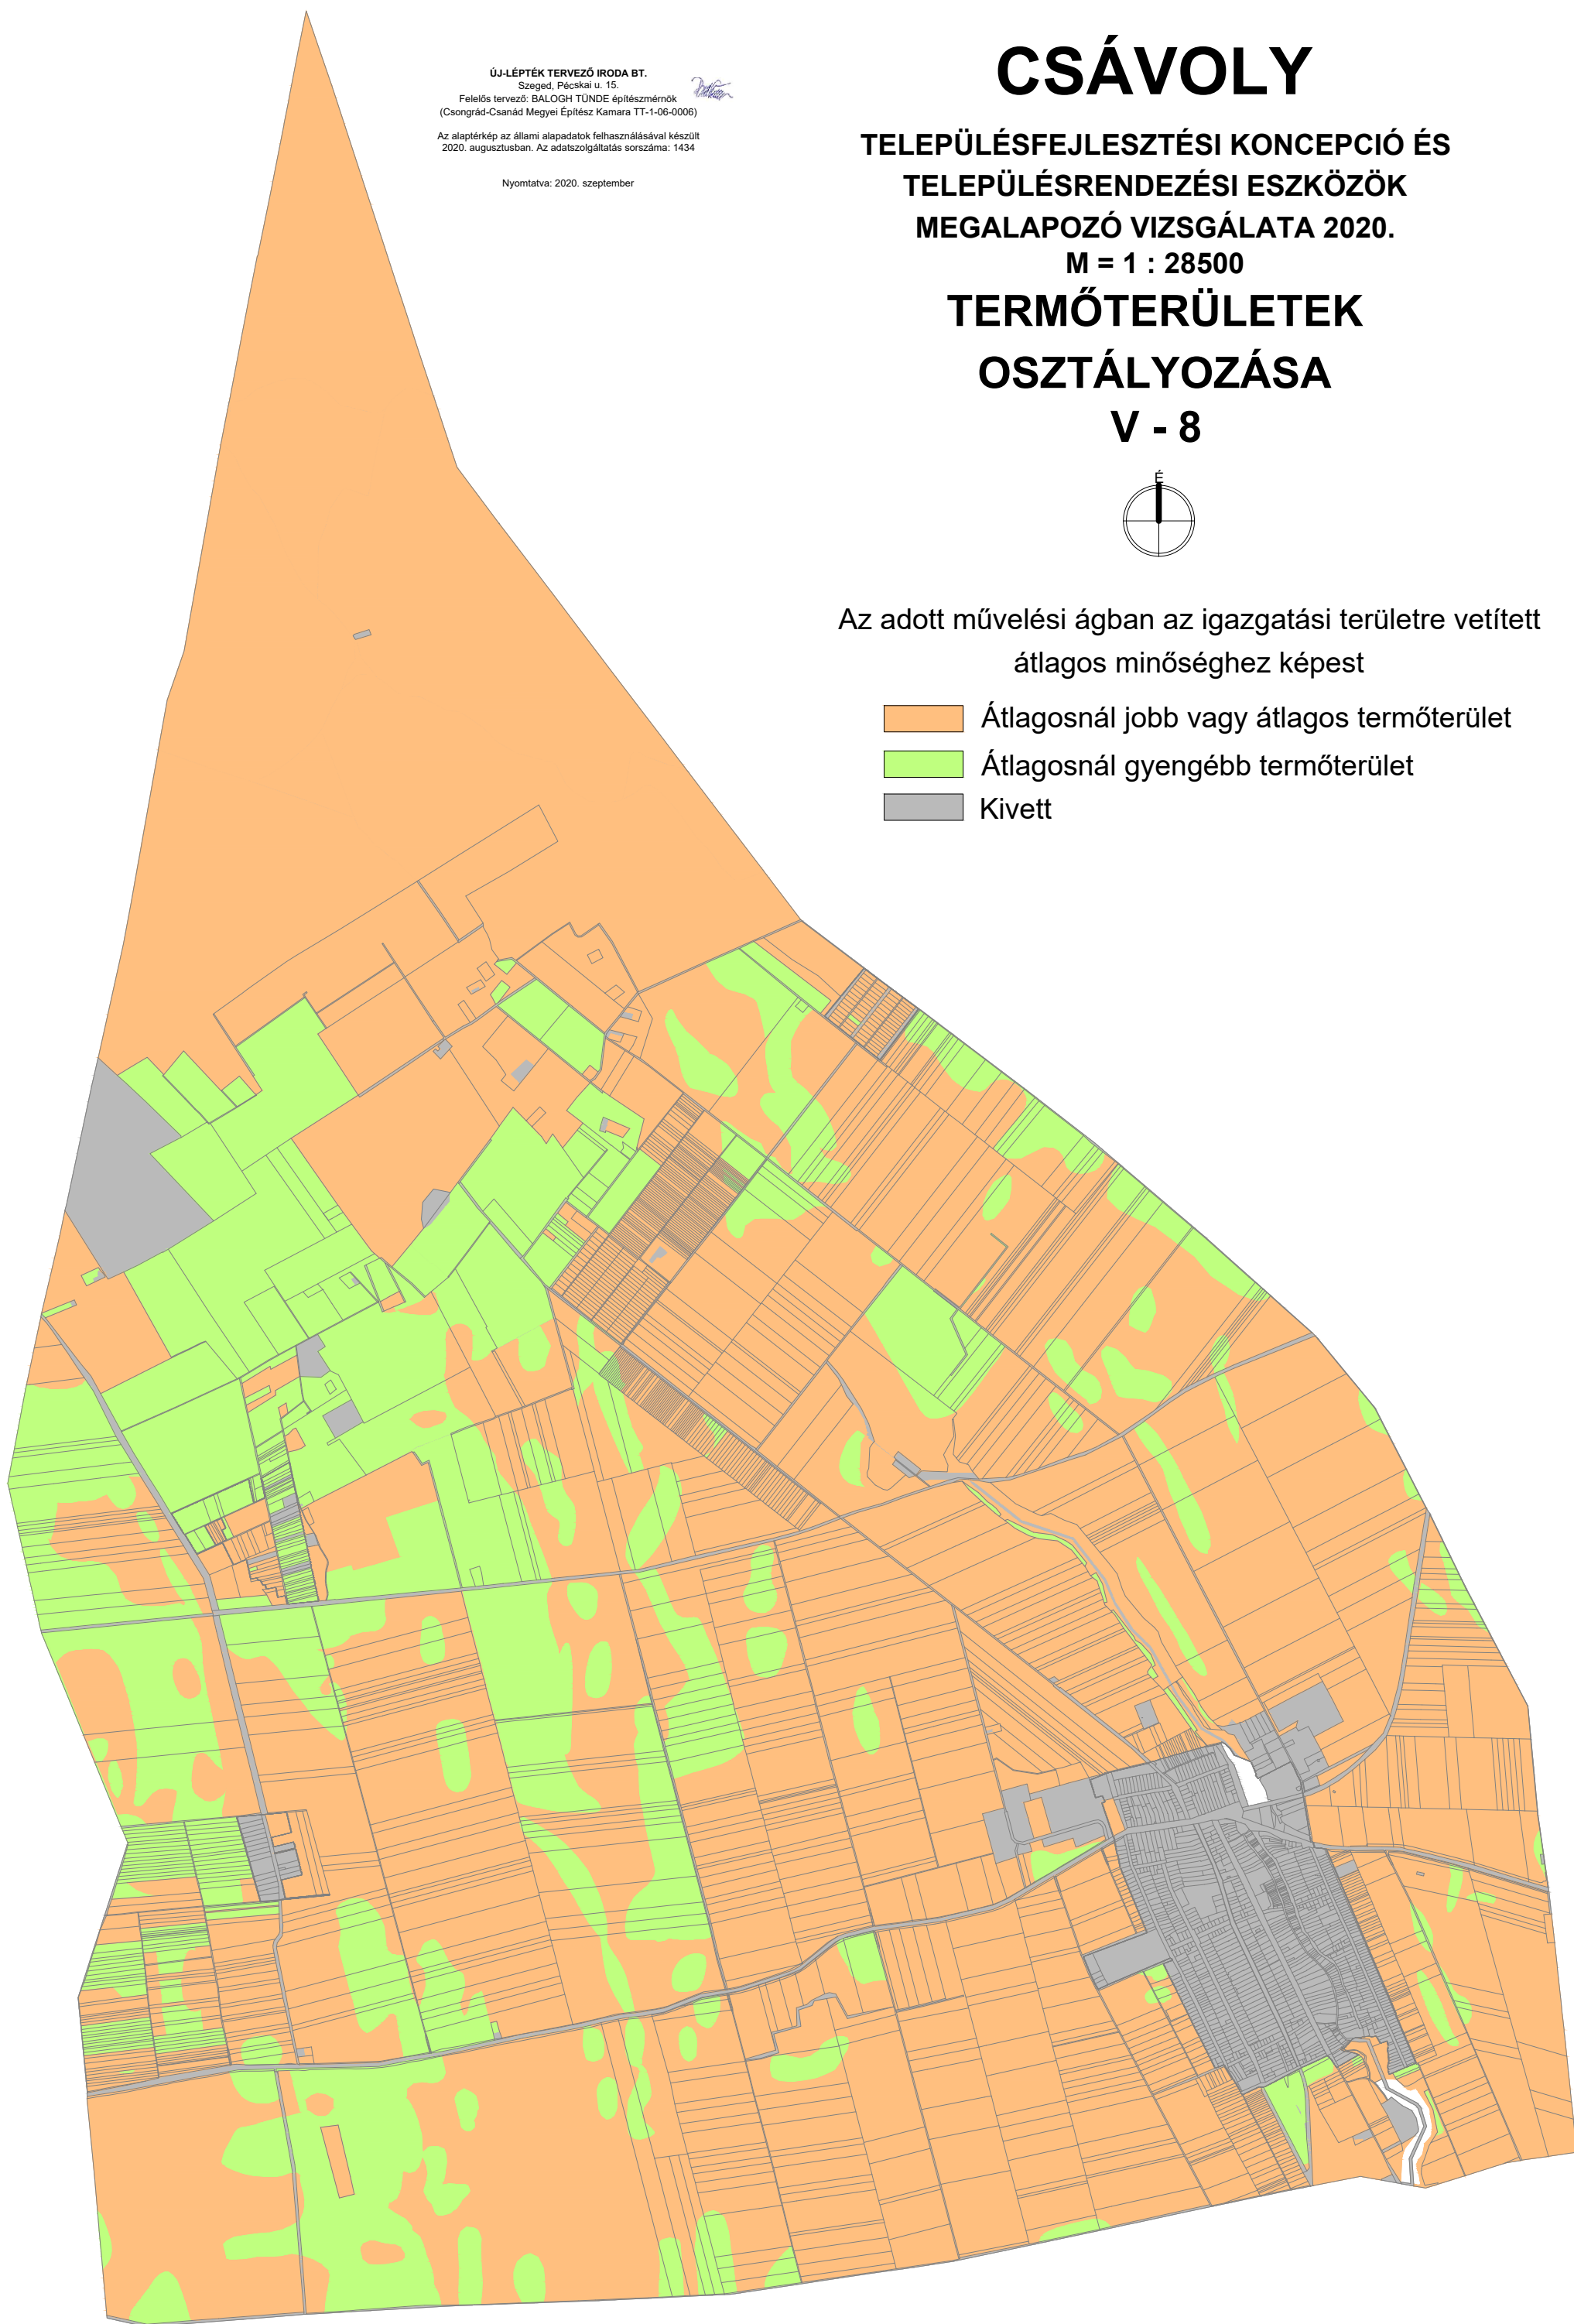 ÚJ-LÉPTÉK TERVEZŐ IRODA BT.
Szeged, Pécskai u. 15.
Felelős tervező: BALOGH TÜNDE építészmérnök
(Csongrád-Csanád Megyei Építész Kamara TT-1-06-0006)
Az alaptérkép az állami alapadatok felhasználásával készült
2020. augusztusban. Az adatszolgáltatás sorszáma: 1434
Nyomtatva: 2020. szeptember
CSÁVOLY
TELEPÜLÉSFEJLESZTÉSI KONCEPCIÓ ÉS
TELEPÜLÉSRENDEZÉSI ESZKÖZÖK
MEGALAPOZÓ VIZSGÁLATA 2020.
M = 1 : 28500
TERMŐTERÜLETEK
OSZTÁLYOZÁSA
V - 8
É
Az adott művelési ágban az igazgatási területre vetített
átlagos minőséghez képest
Átlagosnál jobb vagy átlagos termőterület
Átlagosnál gyengébb termőterület
Kivett